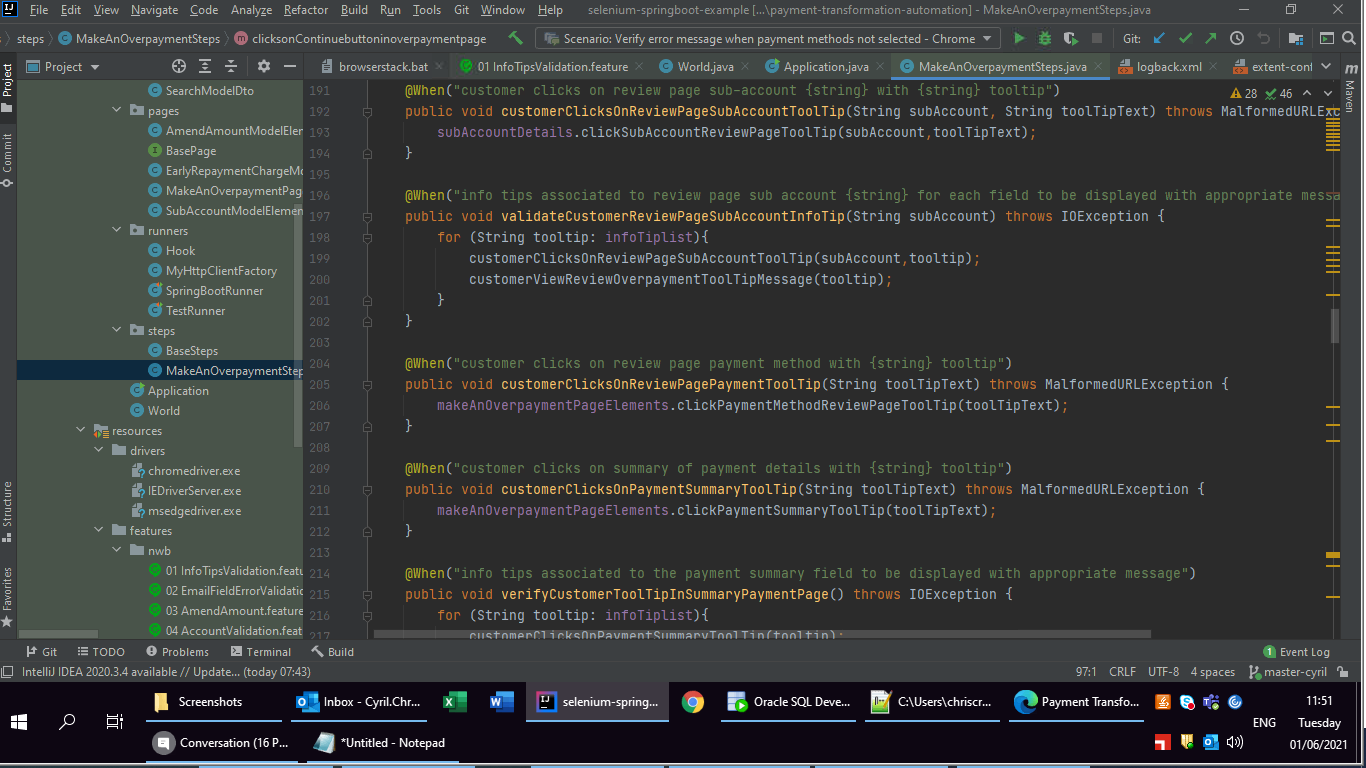 File Edit View Navigate Code Analyze Refactor Build Run Tools Git Window Help selenium-springboot-example [...\payment-transformation-automation] - MakeAnOverpaymentSteps.java
steps MakeAnOverpaymentSteps clicksonContinuebuttoninoverpaymentpage Scenario: Verify error message when payment methods not selected - Chrome Git:
Project browserstack.bat 01 InfoTipsValidation.feature World.java Application.java MakeAnOverpaymentSteps.java logback.xml extent-conf
Project
Commit
Structure
Favorites
Maven
SearchModelDto
pages
AmendAmountModelElem
BasePage
EarlyRepaymentChargeMo
MakeAnOverpaymentPag
SubAccountModelElemen
runners
Hook
MyHttpClientFactory
SpringBootRunner
TestRunner
steps
BaseSteps
MakeAnOverpaymentStep
Application
World
resources
drivers
chromedriver.exe
IEDriverServer.exe
msedgedriver.exe
features
nwb
01 InfoTipsValidation.featu
02 EmailFieldErrorValidatio
03 AmendAmount.feature
04 AccountValidation.feat
28 46
191 @When("customer clicks on review page sub-account {string} with {string} tooltip")
192 public void customerClicksOnReviewPageSubAccountToolTip(String subAccount, String toolTipText) throws MalformedURLExc
193 subAccountDetails.clickSubAccountReviewPageToolTip(subAccount,toolTipText);
194 }
195
196 @When("info tips associated to review page sub account {string} for each field to be displayed with appropriate messa
197 public void validateCustomerReviewPageSubAccountInfoTip(String subAccount) throws IOException {
198 for (String tooltip: infoTiplist){
199 customerClicksOnReviewPageSubAccountToolTip(subAccount,tooltip);
200 customerViewReviewOverpaymentToolTipMessage(tooltip);
201 }
202 }
203
204 @When("customer clicks on review page payment method with {string} tooltip")
205 public void customerClicksOnReviewPagePaymentToolTip(String toolTipText) throws MalformedURLException {
206 makeAnOverpaymentPageElements.clickPaymentMethodReviewPageToolTip(toolTipText);
207 }
208
209 @When("customer clicks on summary of payment details with {string} tooltip")
210 public void customerClicksOnPaymentSummaryToolTip(String toolTipText) throws MalformedURLException {
211 makeAnOverpaymentPageElements.clickPaymentSummaryToolTip(toolTipText);
212 }
213
214 @When("info tips associated to the payment summary field to be displayed with appropriate message")
215 public void verifyCustomerToolTipInSummaryPaymentPage() throws IOException {
216 for (String tooltip: infoTiplist){
217 customerClicksOnPaymentSummaryToolTip(tooltip);
Git TODO Problems Terminal Build 1 Event Log
IntelliJ IDEA 2020.3.4 available // Update... (today 07:43) 97:1 CRLF UTF-8 4 spaces master-cyril
Screenshots Inbox - Cyril.Chr... selenium-spring... Oracle SQL Deve... C:\Users\chriscr... Payment Transfo...
Conversation (16 P... *Untitled - Notepad
ENG
11:51
Tuesday
01/06/2021